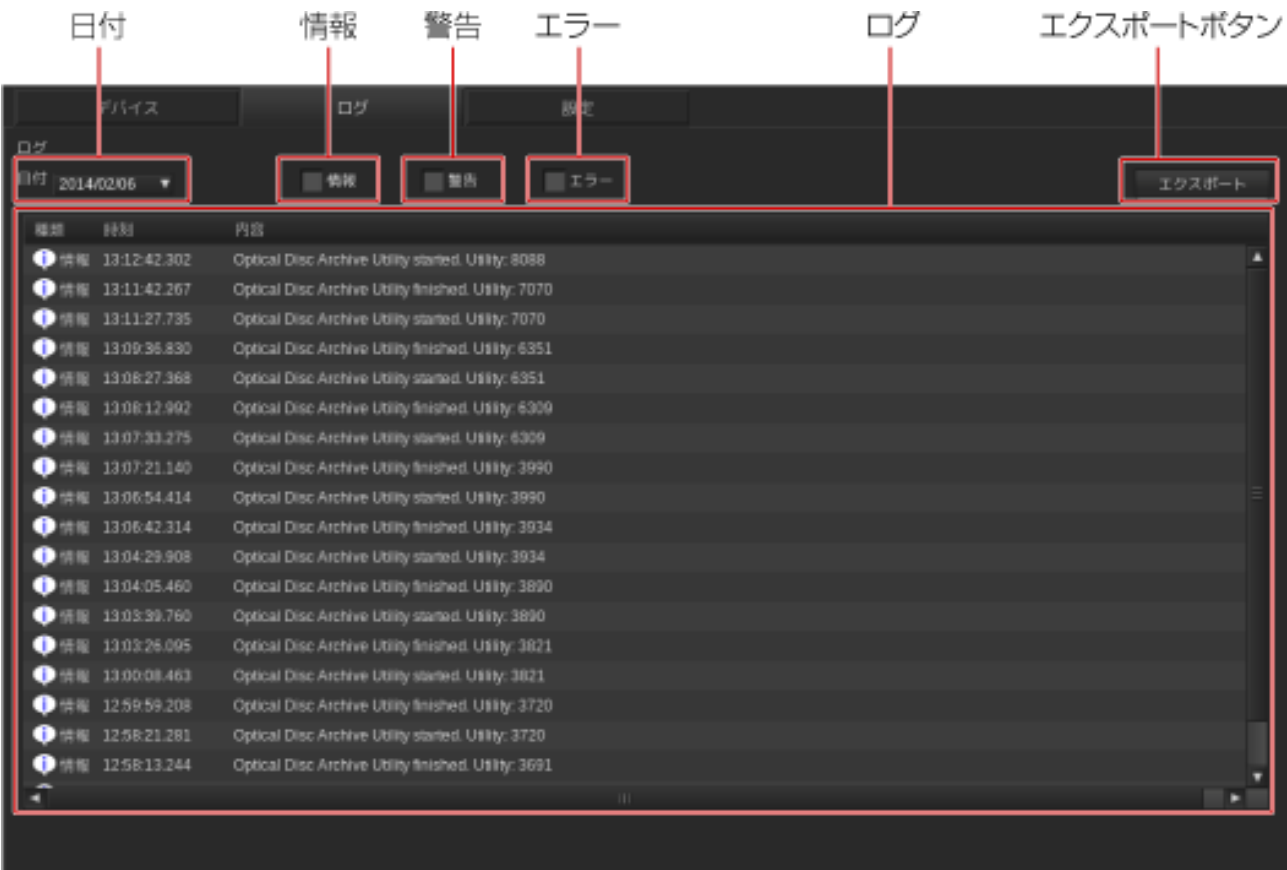 日付 情報 警告 エラー ログ エクスポートボタン
デバイス ログ 設定
ログ
日付 2014/02/06 情報 警告 エラー エクスポート
種類 時刻 内容
情報 13:12:42.302 Optical Disc Archive Utility started. Utility: 8088
情報 13:11:42.267 Optical Disc Archive Utility finished. Utility: 7070
情報 13:11:27.735 Optical Disc Archive Utility started. Utility: 7070
情報 13:09:36.830 Optical Disc Archive Utility finished. Utility: 6351
情報 13:08:27.368 Optical Disc Archive Utility started. Utility: 6351
情報 13:08:12.992 Optical Disc Archive Utility finished. Utility: 6309
情報 13:07:33.275 Optical Disc Archive Utility started. Utility: 6309
情報 13:07:21.140 Optical Disc Archive Utility finished. Utility: 3990
情報 13:06:54.414 Optical Disc Archive Utility started. Utility: 3990
情報 13:06:42.314 Optical Disc Archive Utility finished. Utility: 3934
情報 13:04:29.908 Optical Disc Archive Utility started. Utility: 3934
情報 13:04:05.460 Optical Disc Archive Utility finished. Utility: 3890
情報 13:03:39.760 Optical Disc Archive Utility started. Utility: 3890
情報 13:03:26.095 Optical Disc Archive Utility finished. Utility: 3821
情報 13:00:08.463 Optical Disc Archive Utility started. Utility: 3821
情報 12:59:59.208 Optical Disc Archive Utility finished. Utility: 3720
情報 12:58:21.281 Optical Disc Archive Utility started. Utility: 3720
情報 12:58:13.244 Optical Disc Archive Utility finished. Utility: 3691